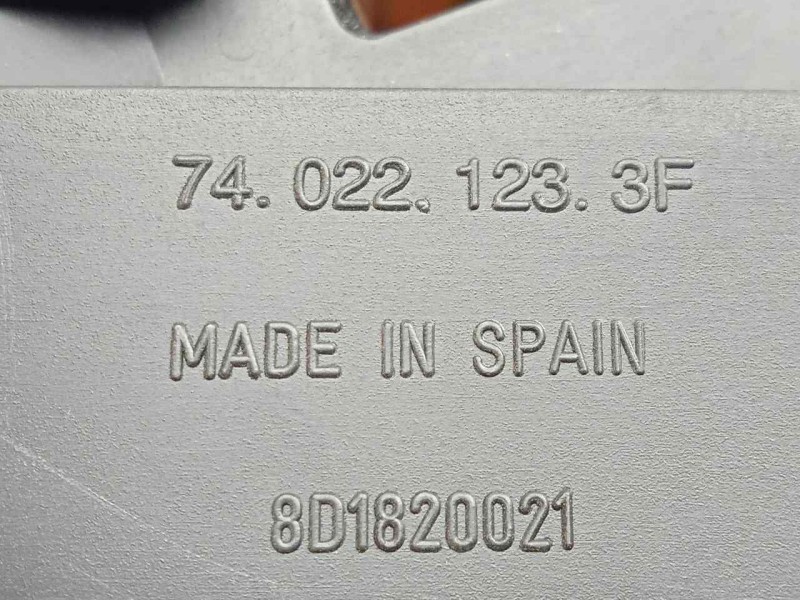 74. 022. 123. 3F
MADE IN SPAIN
8D1820021